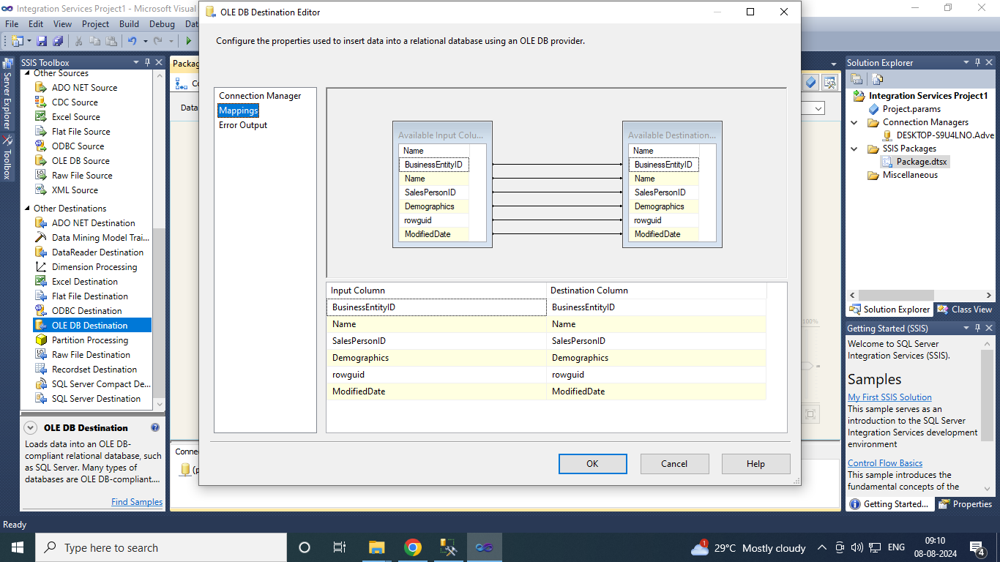 Integration Services Project1 - Microsoft Visual
File Edit View Project Build Debug Dat
SSIS Toolbox
Other Sources
ADO NET Source
CDC Source
Excel Source
Flat File Source
ODBC Source
OLE DB Source
Raw File Source
XML Source
Other Destinations
ADO NET Destination
Data Mining Model Trai...
DataReader Destination
Dimension Processing
Excel Destination
Flat File Destination
ODBC Destination
OLE DB Destination
Partition Processing
Raw File Destination
Recordset Destination
SQL Server Compact De...
SQL Server Destination
OLE DB Destination
Loads data into an OLE DB-
compliant relational database, such
as SQL Server. Many types of
databases are OLE DB-compliant....
Find Samples
Server Explorer
Toolbox
Packag
Co
Data
Connec
(p
OLE DB Destination Editor
Configure the properties used to insert data into a relational database using an OLE DB provider.
Connection Manager
Mappings
Error Output
Available Input Colu...
Name
BusinessEntityID
Name
SalesPersonID
Demographics
rowguid
ModifiedDate
Available Destination...
Name
BusinessEntityID
Name
SalesPersonID
Demographics
rowguid
ModifiedDate
Input Column Destination Column
BusinessEntityID BusinessEntityID
Name Name
SalesPersonID SalesPersonID
Demographics Demographics
rowguid rowguid
ModifiedDate ModifiedDate
OK Cancel Help
100%
Solution Explorer
Integration Services Project1
Project.params
Connection Managers
DESKTOP-S9U4LNO.Adve
SSIS Packages
Package.dtsx
Miscellaneous
Solution Explorer Class View
Getting Started (SSIS)
Welcome to SQL Server
Integration Services (SSIS).
Samples
My First SSIS Solution
This sample serves as an
introduction to the SQL Server
Integration Services development
environment
Control Flow Basics
This sample introduces the
fundamental concepts of the
Getting Started... Properties
Ready
Type here to search
1
29°C Mostly cloudy
ENG
09:10
08-08-2024
4